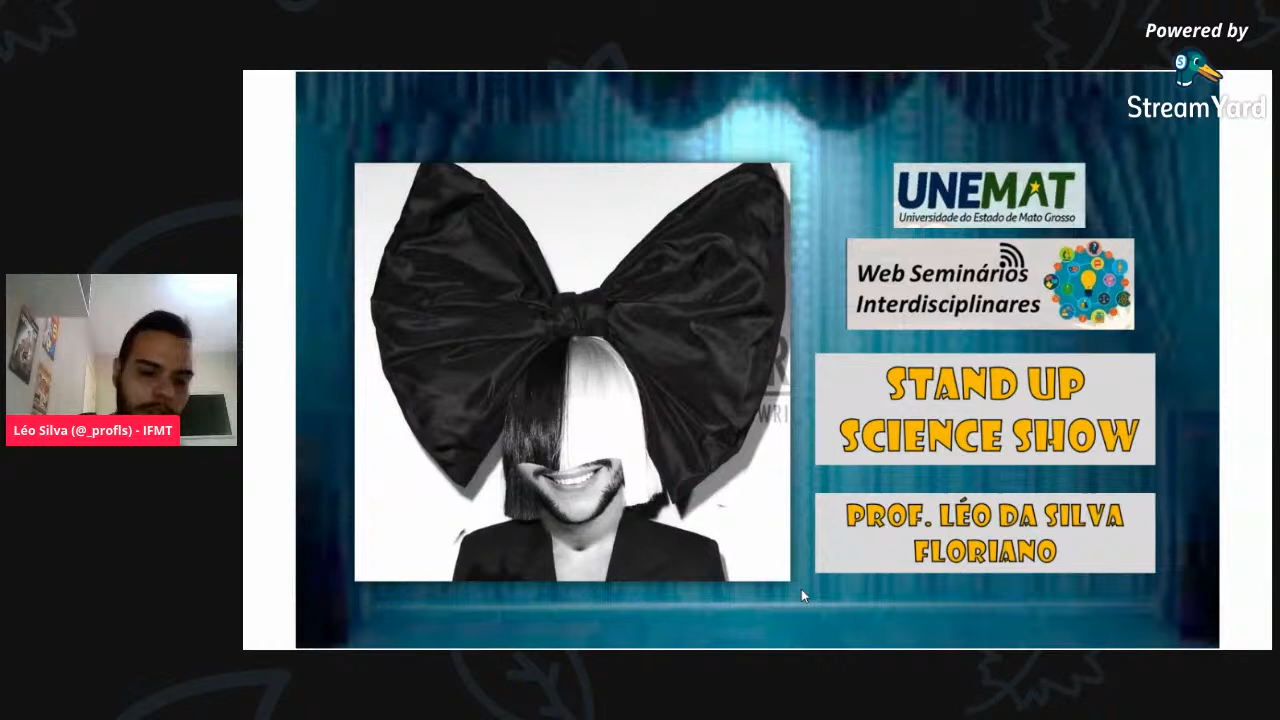 Powered by
StreamYard
UNEMAT
Universidade do Estado de Mato Grosso
Web Seminários
Interdisciplinares
STAND UP
SCIENCE SHOW
PROF. LÉO DA SILVA
FLORIANO
Léo Silva (@_profls) - IFMT